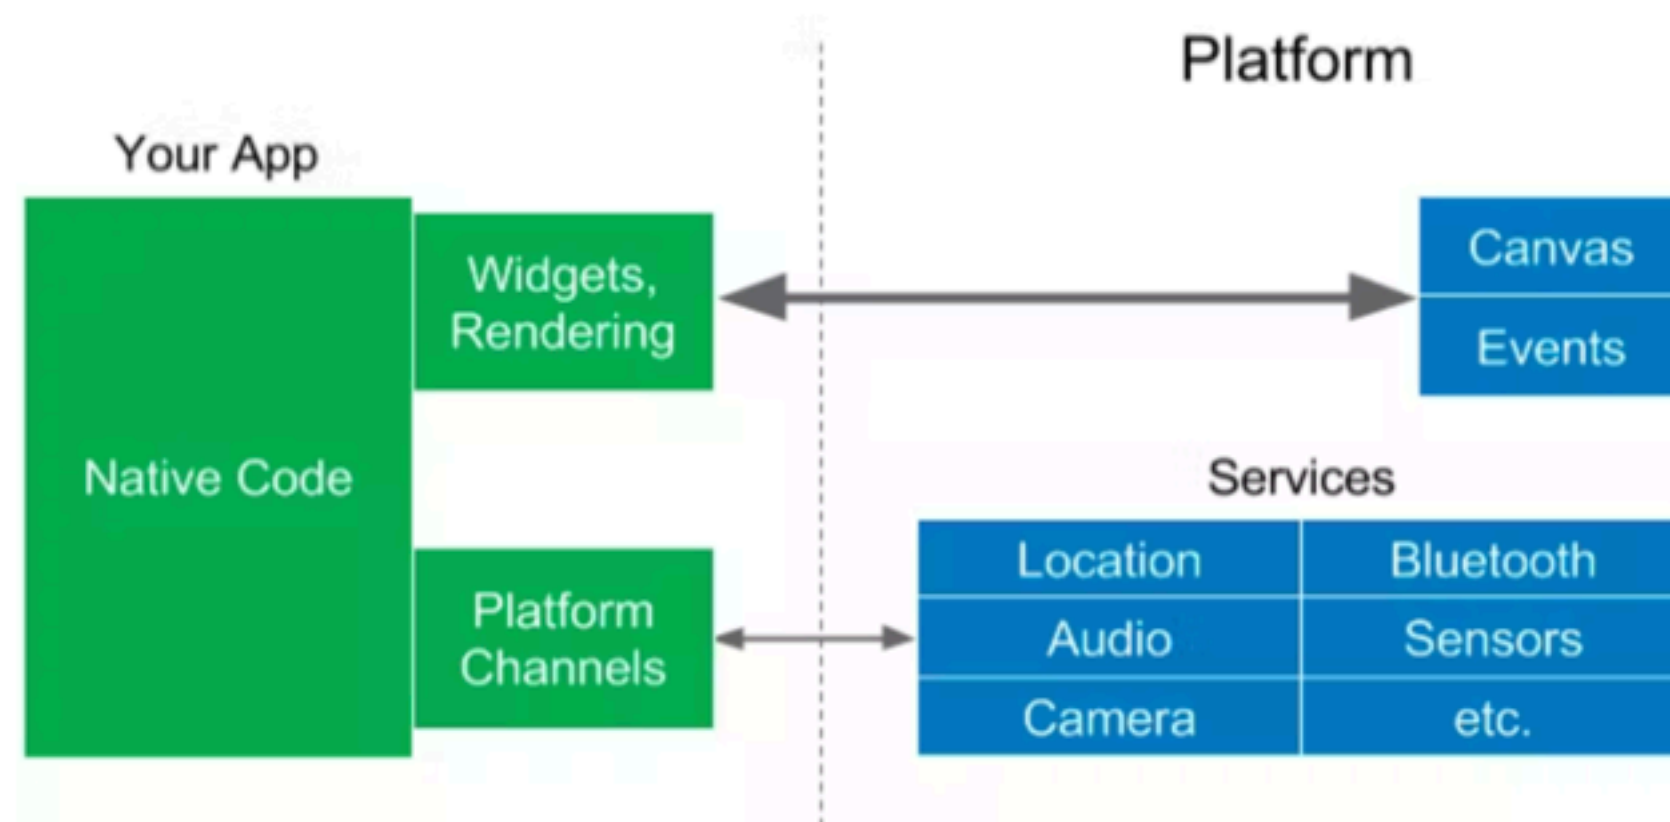 Platform
Your App
Widgets,
Rendering
Native Code
Platform
Channels
Canvas
Events
Services
Location
Bluetooth
Audio
Sensors
Camera
etc.